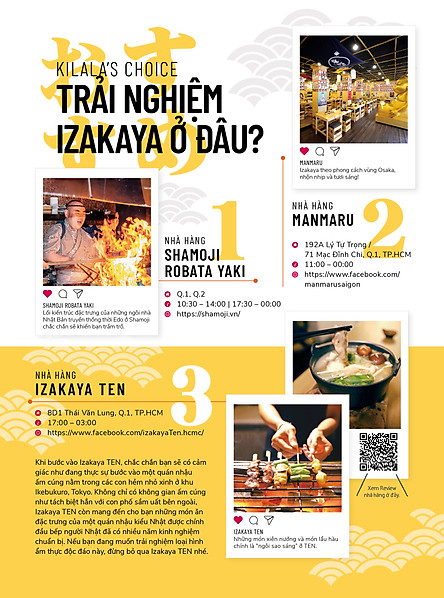 おすすめ
KILALA'S CHOICE
TRẢI NGHIỆM
IZAKAYA Ở ĐÂU?
MANMARU
Izakaya theo phong cách vùng Osaka,
nhộn nhịp và tươi sáng!
1
NHÀ HÀNG
SHAMOJI
ROBATA YAKI
Q.1, Q.2
10:30 – 14:00 | 17:30 – 00:00
https://shamoji.vn/
SHAMOJI ROBATA YAKI
Lối kiến trúc đặc trưng của những ngôi nhà
Nhật Bản truyền thống thời Edo ở Shamoji
chắc chắn sẽ khiến bạn trầm trồ.
2
NHÀ HÀNG
MANMARU
192A Lý Tự Trọng /
71 Mạc Đĩnh Chi, Q.1, TP.HCM
11:00 – 00:00
https://www.facebook.com/
manmarusaigon
3
NHÀ HÀNG
IZAKAYA TEN
8D1 Thái Văn Lung, Q.1, TP.HCM
17:00 – 03:00
https://www.facebook.com/izakayaTen.hcmc/
Khi bước vào Izakaya TEN, chắc chắn bạn sẽ có cảm
giác như đang thực sự bước vào một quán nhậu
ấm cúng nằm trong các con hẻm nhỏ xinh ở khu
Ikebukuro, Tokyo. Không chỉ có không gian ấm cúng
như tách biệt hẳn với con phố sầm uất bên ngoài,
Izakaya TEN còn mang đến cho bạn những món ăn
đặc trưng của một quán nhậu kiểu Nhật được chính
đầu bếp người Nhật đã có nhiều năm kinh nghiệm
chuẩn bị. Nếu bạn đang muốn trải nghiệm loại hình
ẩm thực độc đáo này, đừng bỏ qua Izakaya TEN nhé.
IZAKAYA TEN
Những món xiên nướng và món lẩu hầu
chính là "ngôi sao sáng" ở TEN.
Xem Review
nhà hàng ở đây.